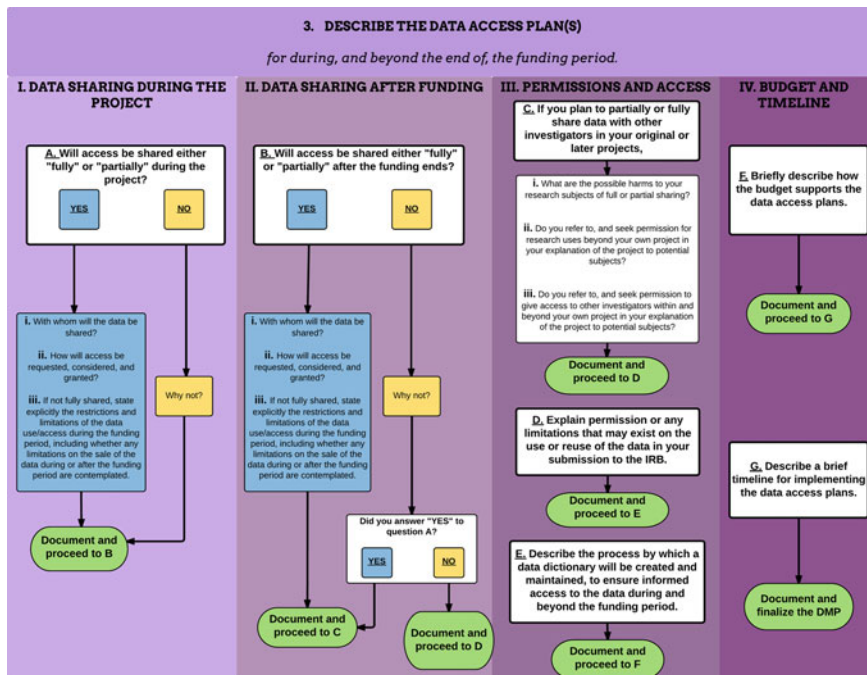 3. DESCRIBE THE DATA ACCESS PLAN(S)
for during, and beyond the end of, the funding period.
I. DATA SHARING DURING THE
PROJECT
A. Will access be shared either
"fully" or "partially" during the
project?
YES
NO
i. With whom will the data be
shared?
ii. How will access be
requested, considered, and
granted?
iii. If not fully shared, state
explicitly the restrictions and
limitations of the data
use/access during the funding
period, including whether any
limitations on the sale of the
data during or after the funding
period are contemplated.
Why not?
Document and
proceed to B
II. DATA SHARING AFTER FUNDING
B. Will access be shared either "fully"
or "partially" after the funding ends?
YES
NO
i. With whom will the data be
shared?
ii. How will access be
requested, considered, and
granted?
iii. If not fully shared, state
explicitly the restrictions and
limitations of the data
use/access during the funding
period, including whether any
limitations on the sale of the
data during or after the funding
period are contemplated.
Why not?
Did you answer "YES" to
question A?
YES
NO
Document and
proceed to C
Document and
proceed to D
III. PERMISSIONS AND ACCESS
C. If you plan to partially or fully
share data with other
investigators in your original or
later projects,
i. What are the possible harms to your
research subjects of full or partial sharing?
ii. Do you refer to, and seek permission for
research uses beyond your own project in
your explanation of the project to potential
subjects?
iii. Do you refer to, and seek permission to
give access to other investigators within and
beyond your own project in your explanation
of the project to potential subjects?
Document and
proceed to D
D. Explain permission or any
limitations that may exist on the
use or reuse of the data in your
submission to the IRB.
Document and
proceed to E
E. Describe the process by which a
data dictionary will be created and
maintained, to ensure informed
access to the data during and
beyond the funding period.
Document and
proceed to F
IV. BUDGET AND
TIMELINE
F. Briefly describe how
the budget supports the
data access plans.
Document and
proceed to G
G. Describe a brief
timeline for implementing
the data access plans.
Document and
finalize the DMP